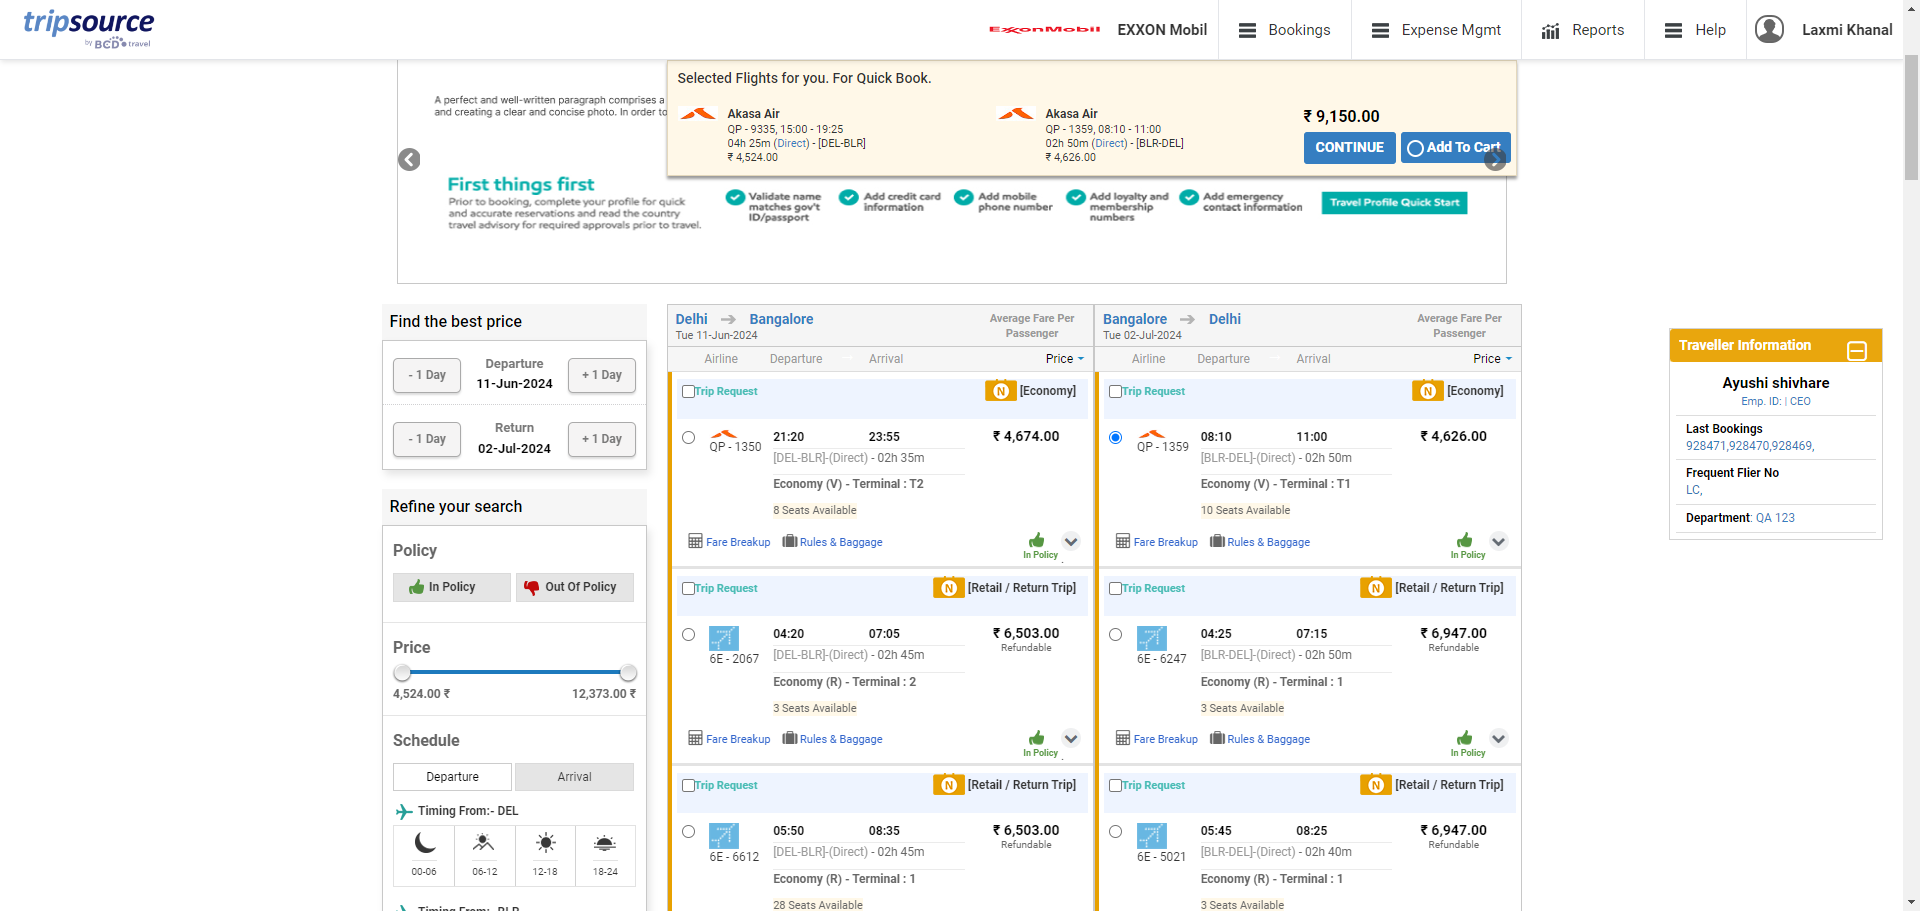 tripsource
by BCD travel
ExxonMobil
EXXON Mobil
Bookings
Expense Mgmt
Reports
Help
Laxmi Khanal
A perfect and well-written paragraph comprises a
and creating a clear and concise photo. In order to
Selected Flights for you. For Quick Book.
Akasa Air
QP - 9335, 15:00 - 19:25
04h 25m (Direct) - [DEL-BLR]
₹ 4,524.00
Akasa Air
QP - 1359, 08:10 - 11:00
02h 50m (Direct) - [BLR-DEL]
₹ 4,626.00
₹ 9,150.00
CONTINUE
Add To Cart
First things first
Prior to booking, complete your profile for quick
and accurate reservations and read the country
travel advisory for required approvals prior to travel.
Validate name
matches gov't
ID/passport
Add credit card
information
Add mobile
phone number
Add loyalty and
membership
numbers
Add emergency
contact information
Travel Profile Quick Start
Find the best price
- 1 Day
Departure
11-Jun-2024
+ 1 Day
- 1 Day
Return
02-Jul-2024
+ 1 Day
Refine your search
Policy
In Policy
Out Of Policy
Price
4,524.00 ₹
12,373.00 ₹
Schedule
Departure
Arrival
Timing From:- DEL
00-06
06-12
12-18
18-24
Timing From:- BLR
Delhi
Bangalore
Tue 11-Jun-2024
Average Fare Per
Passenger
Airline
Departure
Arrival
Price
Trip Request
N
[Economy]
QP - 1350
21:20
23:55
₹ 4,674.00
[DEL-BLR]-(Direct) - 02h 35m
Economy (V) - Terminal : T2
8 Seats Available
Fare Breakup
Rules & Baggage
In Policy
Trip Request
N
[Retail / Return Trip]
6E - 2067
04:20
07:05
₹ 6,503.00
Refundable
[DEL-BLR]-(Direct) - 02h 45m
Economy (R) - Terminal : 2
3 Seats Available
Fare Breakup
Rules & Baggage
In Policy
Trip Request
N
[Retail / Return Trip]
6E - 6612
05:50
08:35
₹ 6,503.00
Refundable
[DEL-BLR]-(Direct) - 02h 45m
Economy (R) - Terminal : 1
28 Seats Available
Bangalore
Delhi
Tue 02-Jul-2024
Average Fare Per
Passenger
Airline
Departure
Arrival
Price
Trip Request
N
[Economy]
QP - 1359
08:10
11:00
₹ 4,626.00
[BLR-DEL]-(Direct) - 02h 50m
Economy (V) - Terminal : T1
10 Seats Available
Fare Breakup
Rules & Baggage
In Policy
Trip Request
N
[Retail / Return Trip]
6E - 6247
04:25
07:15
₹ 6,947.00
Refundable
[BLR-DEL]-(Direct) - 02h 50m
Economy (R) - Terminal : 1
3 Seats Available
Fare Breakup
Rules & Baggage
In Policy
Trip Request
N
[Retail / Return Trip]
6E - 5021
05:45
08:25
₹ 6,947.00
Refundable
[BLR-DEL]-(Direct) - 02h 40m
Economy (R) - Terminal : 1
3 Seats Available
Traveller Information
Ayushi shivhare
Emp. ID: | CEO
Last Bookings
928471,928470,928469,
Frequent Flier No
LC,
Department: QA 123